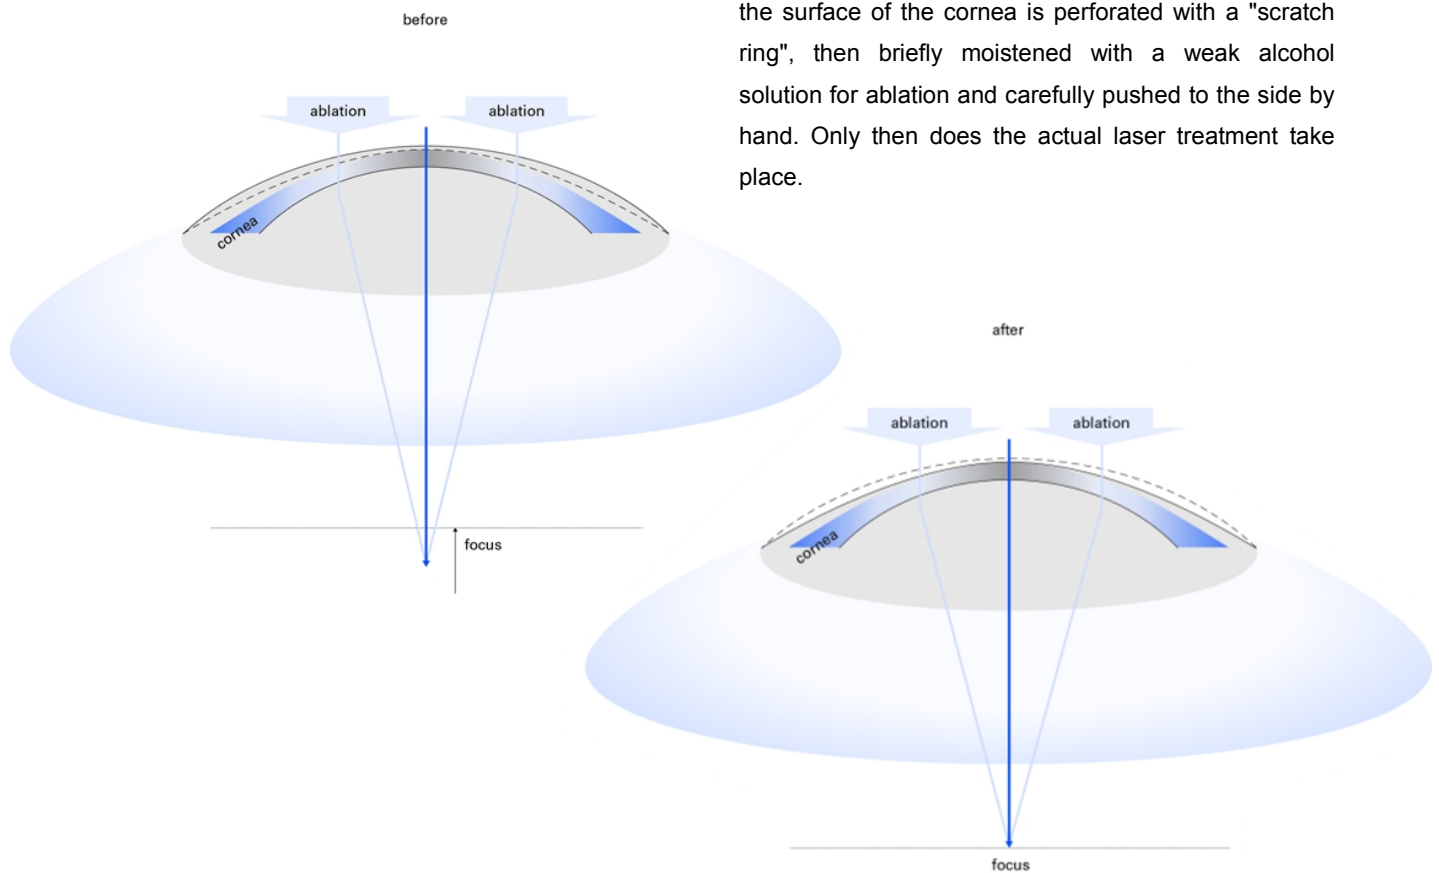 before
the surface of the cornea is perforated with a "scratch
ring", then briefly moistened with a weak alcohol
solution for ablation and carefully pushed to the side by
hand. Only then does the actual laser treatment take
place.
ablation
ablation
cornea
focus
after
ablation
ablation
cornea
focus